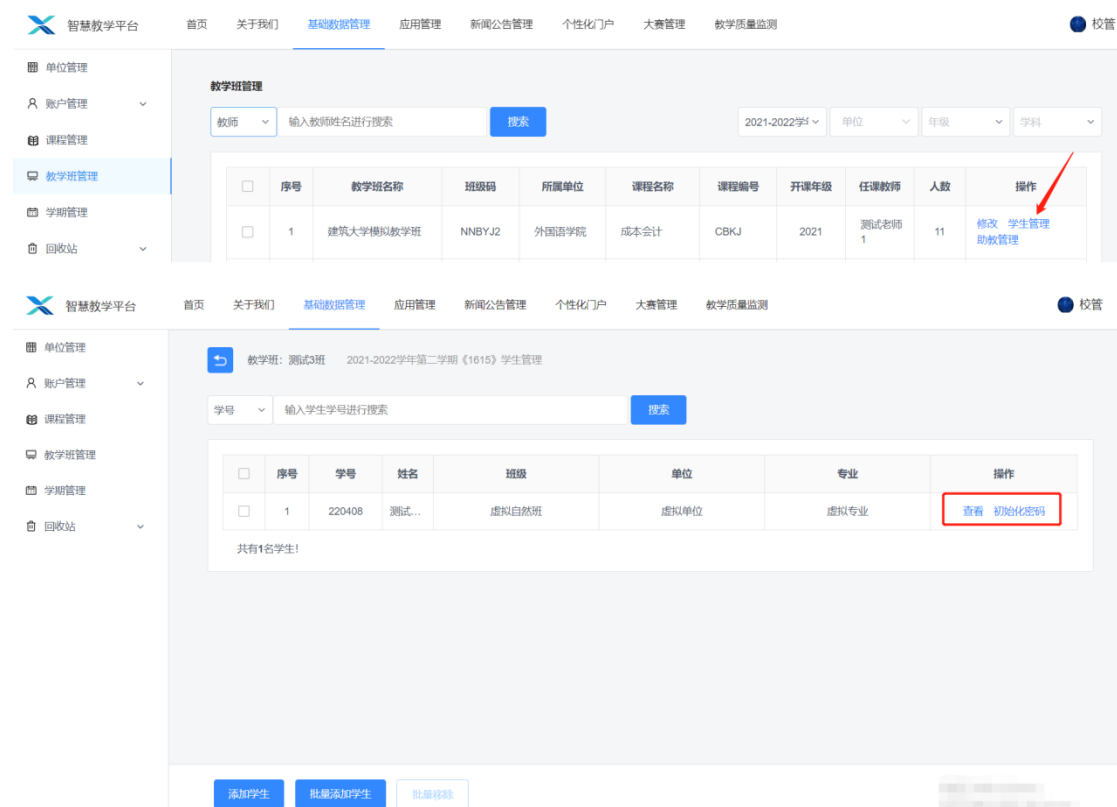 智慧教学平台 首页 关于我们 基础数据管理 应用管理 新闻公告管理 个性化门户 大赛管理 教学质量监测 校管
单位管理
账户管理
课程管理
教学班管理
学期管理
回收站
教学班管理
教师 输入教师姓名进行搜索 搜索 2021-2022学 单位 年级 学科
序号 教学班名称 班级码 所属单位 课程名称 课程编号 开课年级 任课教师 人数 操作
1 建筑大学模拟教学班 NNBYJ2 外国语学院 成本会计 CBKJ 2021 测试老师1 11 修改 学生管理 助教管理
智慧教学平台 首页 关于我们 基础数据管理 应用管理 新闻公告管理 个性化门户 大赛管理 教学质量监测 校管
单位管理
账户管理
课程管理
教学班管理
学期管理
回收站
教学班：测试3班 2021-2022学年第二学期《1615》学生管理
学号 输入学生学号进行搜索 搜索
序号 学号 姓名 班级 单位 专业 操作
1 220408 测试... 虚拟自然班 虚拟单位 虚拟专业 查看 初始化密码
共有1名学生!
添加学生 批量添加学生 批量移除